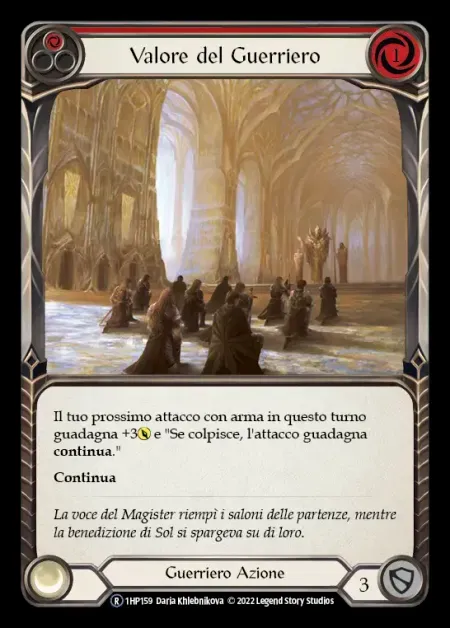 Valore del Guerriero
1
Il tuo prossimo attacco con arma in questo turno
guadagna +3 e "Se colpisce, l'attacco guadagna
continua."
Continua
La voce del Magister riempì i saloni delle partenze, mentre
la benedizione di Sol si spargeva su di loro.
Guerriero Azione
3
R 1HP159 Daria Khlebnikova © 2022 Legend Story Studios